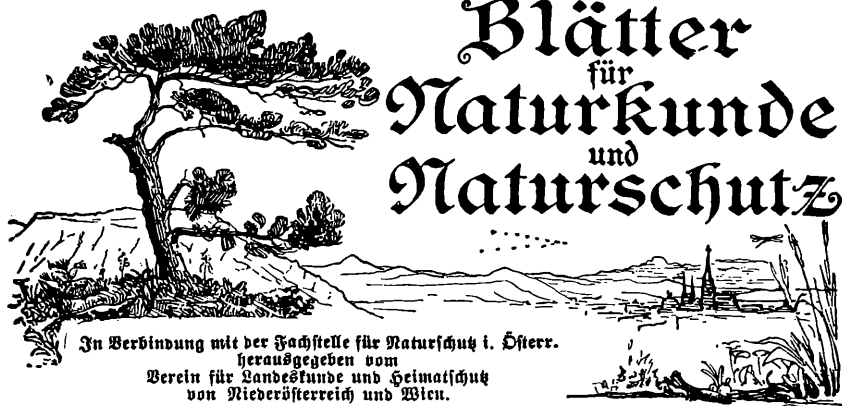 Blätter
für
Naturkunde
und
Naturschutz
In Verbindung mit der Fachstelle für Naturschutz i. Österr.
herausgegeben vom
Verein für Landeskunde und Heimatschutz
von Niederösterreich und Wien.